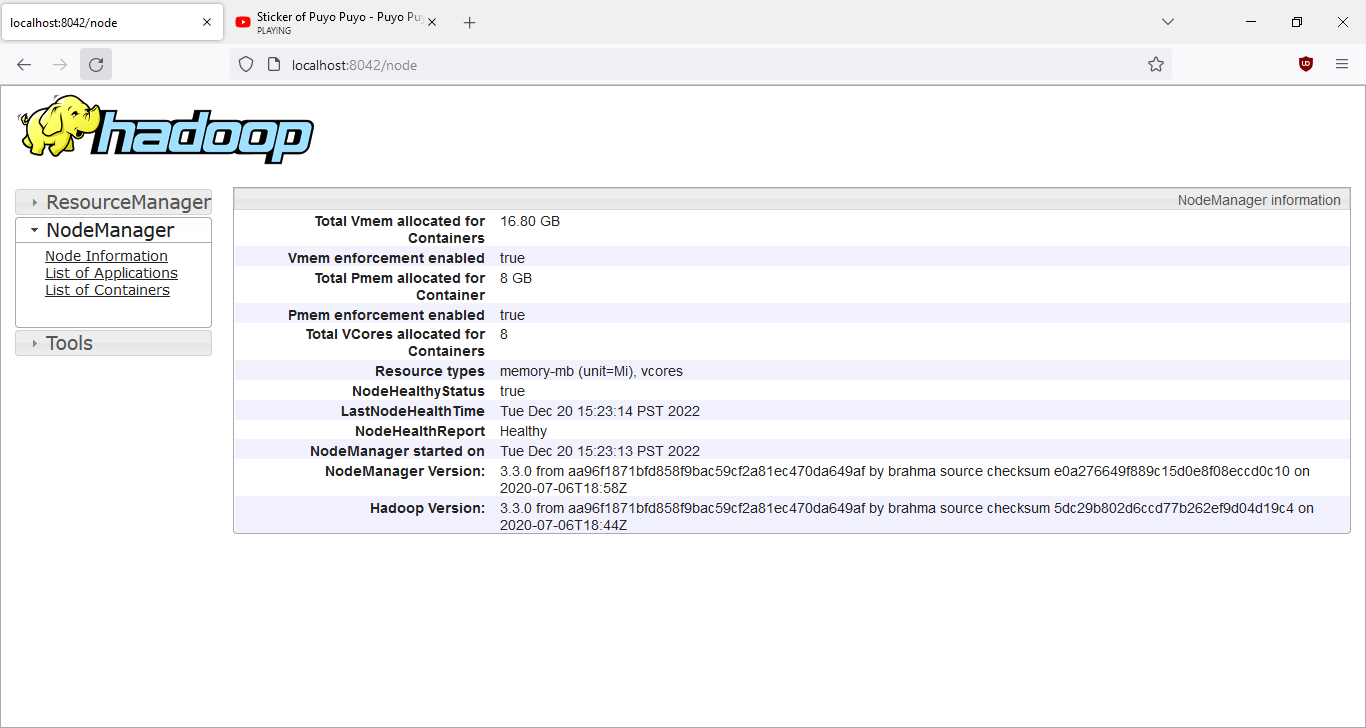 localhost:8042/node
Sticker of Puyo Puyo - Puyo Puy
PLAYING
localhost:8042/node
hadoop
ResourceManager
NodeManager
Node Information
List of Applications
List of Containers
Tools
NodeManager information
Total Vmem allocated for Containers 16.80 GB
Vmem enforcement enabled true
Total Pmem allocated for Container 8 GB
Pmem enforcement enabled true
Total VCores allocated for Containers 8
Resource types memory-mb (unit=Mi), vcores
NodeHealthyStatus true
LastNodeHealthTime Tue Dec 20 15:23:14 PST 2022
NodeHealthReport Healthy
NodeManager started on Tue Dec 20 15:23:13 PST 2022
NodeManager Version: 3.3.0 from aa96f1871bfd858f9bac59cf2a81ec470da649af by brahma source checksum e0a276649f889c15d0e8f08eccd0c10 on
2020-07-06T18:58Z
Hadoop Version: 3.3.0 from aa96f1871bfd858f9bac59cf2a81ec470da649af by brahma source checksum 5dc29b802d6ccd77b262ef9d04d19c4 on
2020-07-06T18:44Z